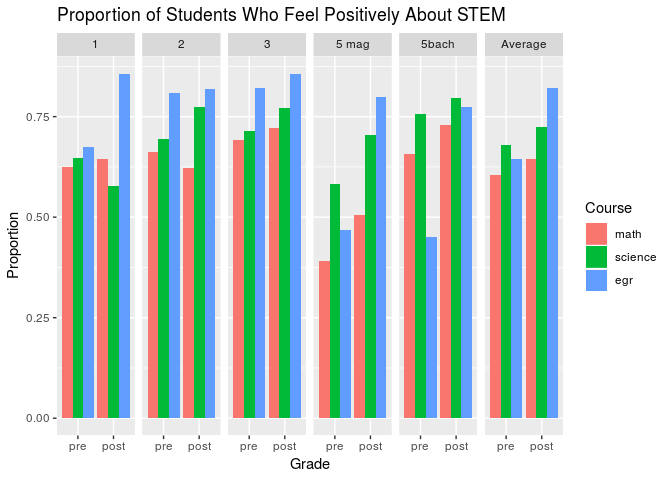 Proportion of Students Who Feel Positively About STEM
1 2 3 5 mag 5bach Average
0.75
0.50
0.25
0.00
Proportion
pre post pre post pre post pre post pre post pre post
Grade
Course
math
science
egr